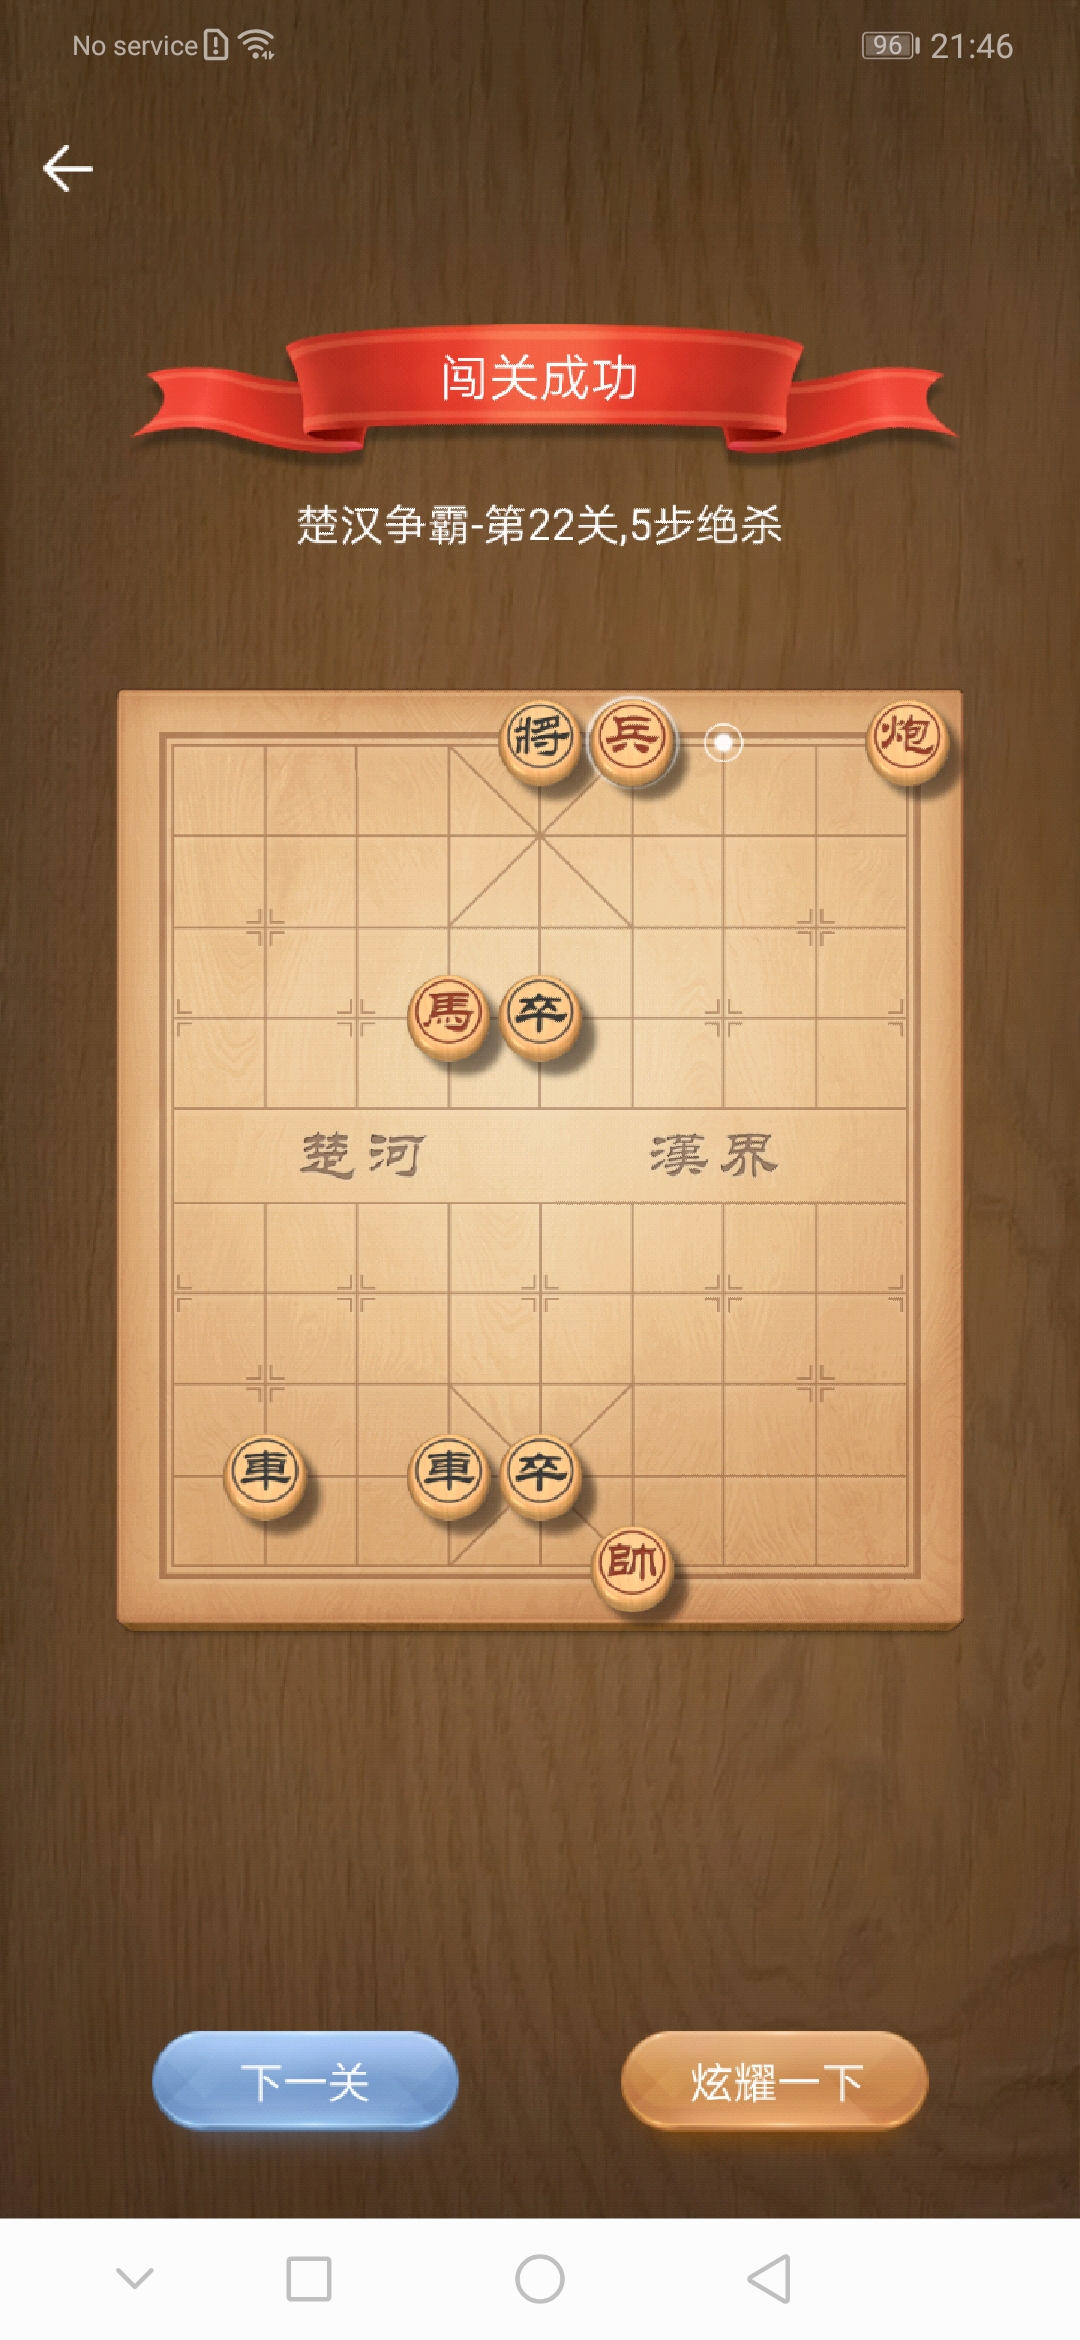 No service 96 21:46
闯关成功
楚汉争霸-第22关,5步绝杀
將 兵 炮
馬 卒
楚河 漢界
車 車 卒
帥
下一关 炫耀一下